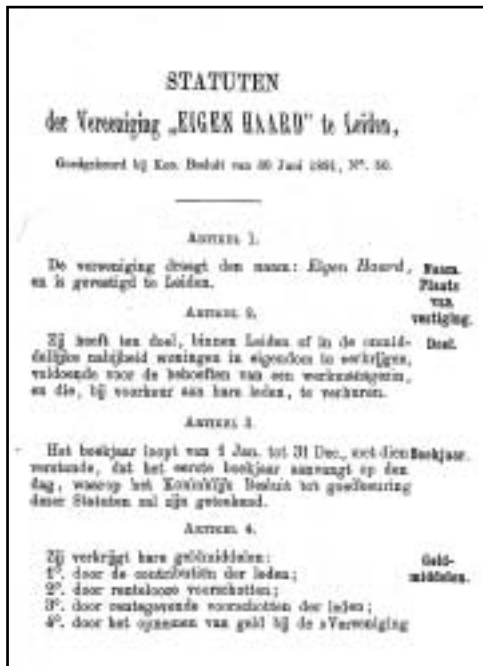 STATUTEN
der Vereeniging „EIGEN HAARD” te Leiden,
Goedgekeurd bij Kon. Besluit van 30 Juni 1891, N°. 50.
ARTIKEL 1.
De vereeniging draagt den naam: Eigen Haard, Naam.
en is gevestigd te Leiden. Plaats
van
vestiging.
ARTIKEL 2.
Zij heeft ten doel, binnen Leiden of in de onmid- Doel.
delijke nabijheid woningen in eigendom te verkrijgen,
voldoende voor de behoeften van een werkmansgezin,
en die, bij voorkeur aan hare leden, te verhuren.
ARTIKEL 3.
Het boekjaar loopt van 1 Jan. tot 31 Dec., met dien Boekjaar.
verstande, dat het eerste boekjaar aanvangt op den
dag, waarop het Koninklijk Besluit tot goedkeuring
dezer Statuten zal zijn geteekend.
ARTIKEL 4.
Zij verkrijgt hare geldmiddelen: Geld-
1°. door de contributiën der leden; middelen.
2°. door rentelooze voorschotten;
3°. door rentegevende voorschotten der leden;
4°. door het opnemen van geld bij de »Vereeniging